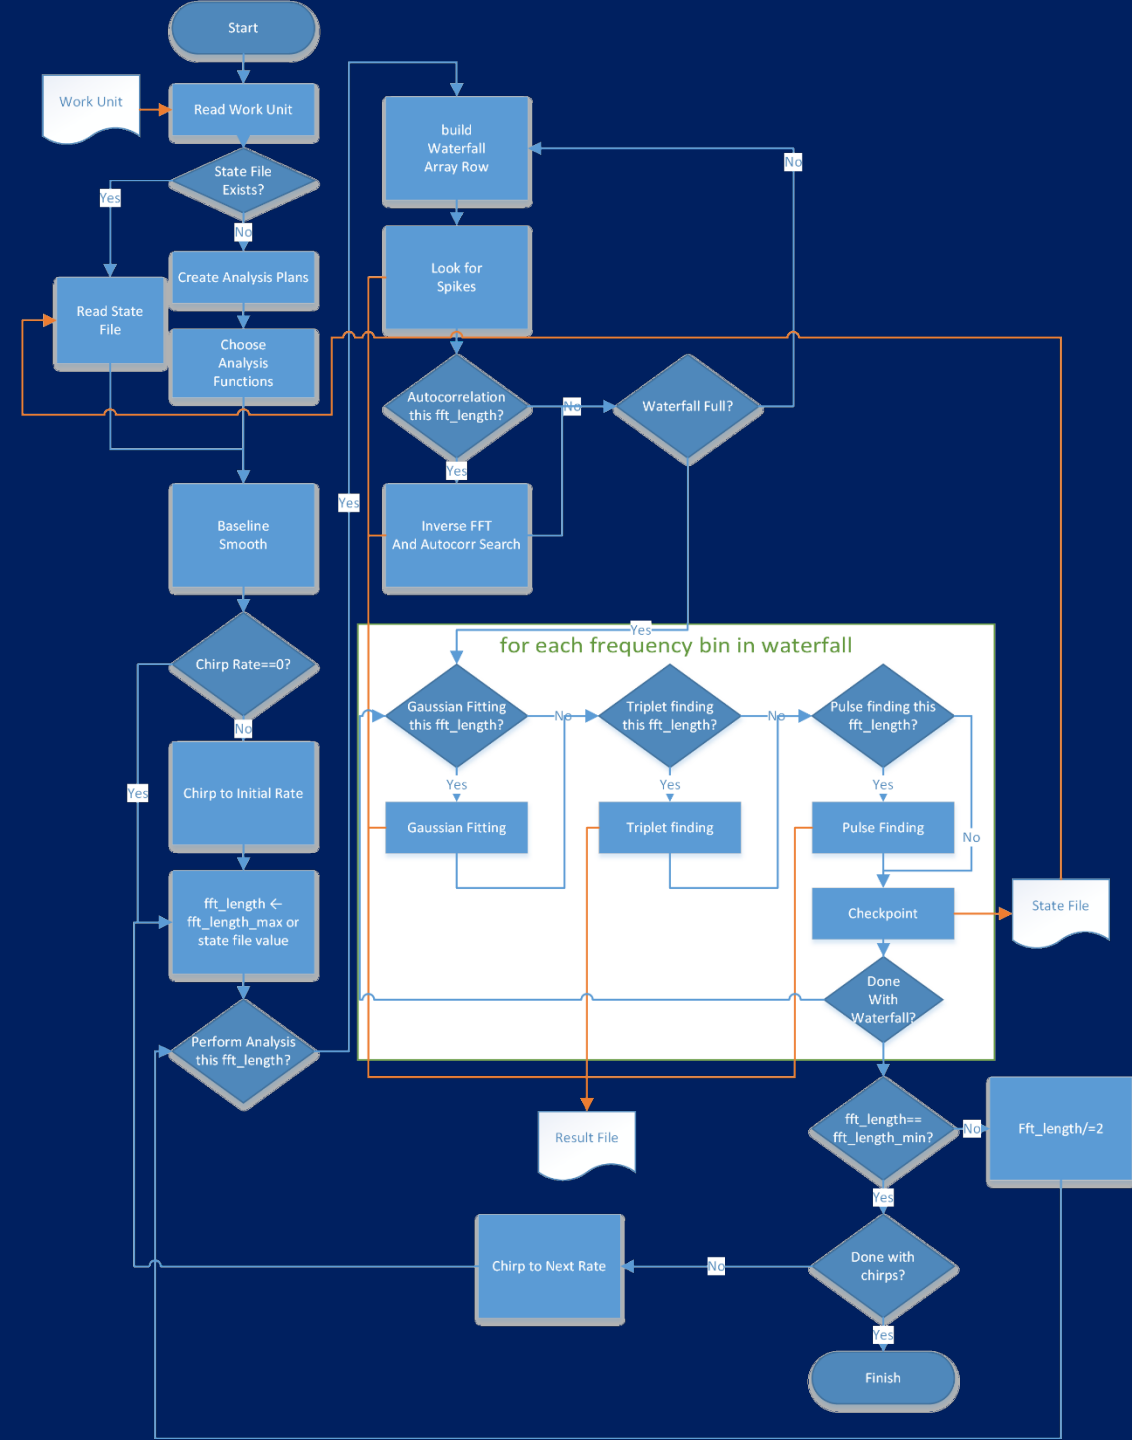 Start
Work Unit
Read Work Unit
State File
Exists?
Yes
No
Create Analysis Plans
Read State
File
Choose
Analysis
Functions
Baseline
Smooth
Chirp Rate==0?
No
Yes
Chirp to Initial Rate
fft_length ←
fft_length_max or
state file value
Perform Analysis
this fft_length?
Yes
build
Waterfall
Array Row
No
Look for
Spikes
Autocorrelation
this fft_length?
No
Waterfall Full?
Yes
Inverse FFT
And Autocorr Search
Yes
for each frequency bin in waterfall
Gaussian Fitting
this fft_length?
No
Triplet finding
this fft_length?
No
Pulse finding this
fft_length?
Yes
Yes
Yes
No
Gaussian Fitting
Triplet finding
Pulse Finding
Checkpoint
State File
Done
With
Waterfall?
fft_length==
fft_length_min?
No
Fft_length/=2
Result File
Yes
Done with
chirps?
No
Chirp to Next Rate
Yes
Finish